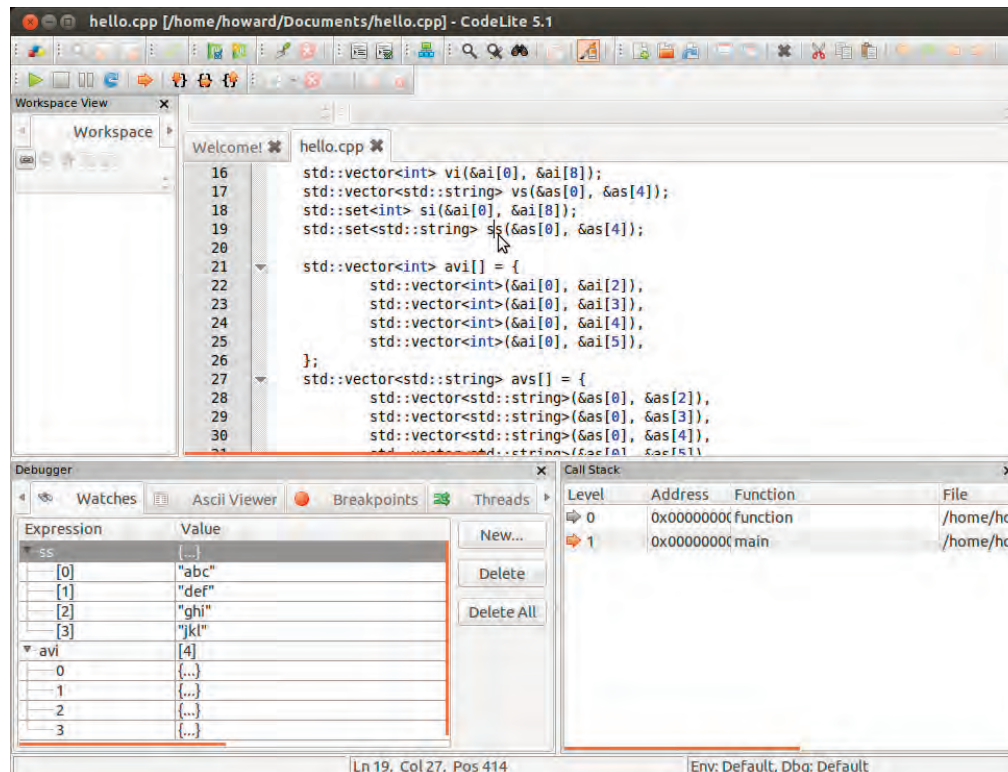 hello.cpp [/home/howard/Documents/hello.cpp] - CodeLite 5.1
Workspace View
Workspace
Welcome! hello.cpp
16 std::vector<int> vi(&ai[0], &ai[8]);
17 std::vector<std::string> vs(&as[0], &as[4]);
18 std::set<int> si(&ai[0], &ai[8]);
19 std::set<std::string> ss(&as[0], &as[4]);
20
21 std::vector<int> avi[] = {
22 std::vector<int>(&ai[0], &ai[2]),
23 std::vector<int>(&ai[0], &ai[3]),
24 std::vector<int>(&ai[0], &ai[4]),
25 std::vector<int>(&ai[0], &ai[5]),
26 };
27 std::vector<std::string> avs[] = {
28 std::vector<std::string>(&as[0], &as[2]),
29 std::vector<std::string>(&as[0], &as[3]),
30 std::vector<std::string>(&as[0], &as[4]),
Debugger
Watches Ascii Viewer Breakpoints Threads
Expression Value
ss {...}
[0] "abc"
[1] "def"
[2] "ghi"
[3] "jkl"
avi [4]
0 {...}
1 {...}
2 {...}
3 {...}
New...
Delete
Delete All
Call Stack
Level Address Function File
0 0x0000000 function /home/ho
1 0x0000000 main /home/ho
Ln 19, Col 27, Pos 414 Env: Default, Dbg: Default